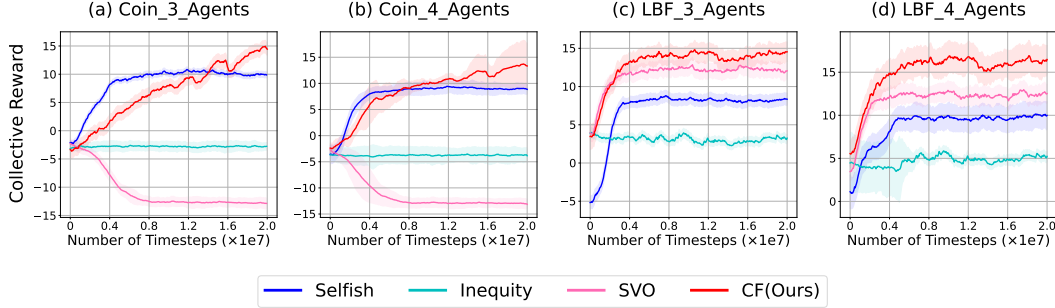 (a) Coin_3_Agents
(b) Coin_4_Agents
(c) LBF_3_Agents
(d) LBF_4_Agents
Collective Reward
15
10
5
0
−5
−10
−15
0.0 0.4 0.8 1.2 1.6 2.0
Number of Timesteps (×1e7)
15
10
5
0
−5
−10
−15
0.0 0.4 0.8 1.2 1.6 2.0
Number of Timesteps (×1e7)
15
10
5
0
−5
0.0 0.4 0.8 1.2 1.6 2.0
Number of Timesteps (×1e7)
15
10
5
0
0.0 0.4 0.8 1.2 1.6 2.0
Number of Timesteps (×1e7)
Selfish Inequity SVO CF(Ours)